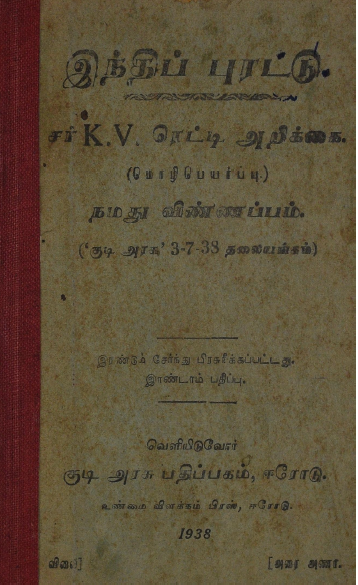 இந்திப் புரட்டு.
சர் K.V. ரெட்டி அறிக்கை.
(மொழிபெயர்ப்பு.)
நமது விண்ணப்பம்.
('குடி அரசு' 3-7-38 தலையங்கம்)
இரண்டும் சேர்த்து பிரசுரிக்கப்பட்டது.
இரண்டாம் பதிப்பு.
வெளியிடுவோர்
குடி அரசு பதிப்பகம், ஈரோடு.
உண்மை விளக்கம் பிரஸ், ஈரோடு.
1938
விலை] [அரை அணா.